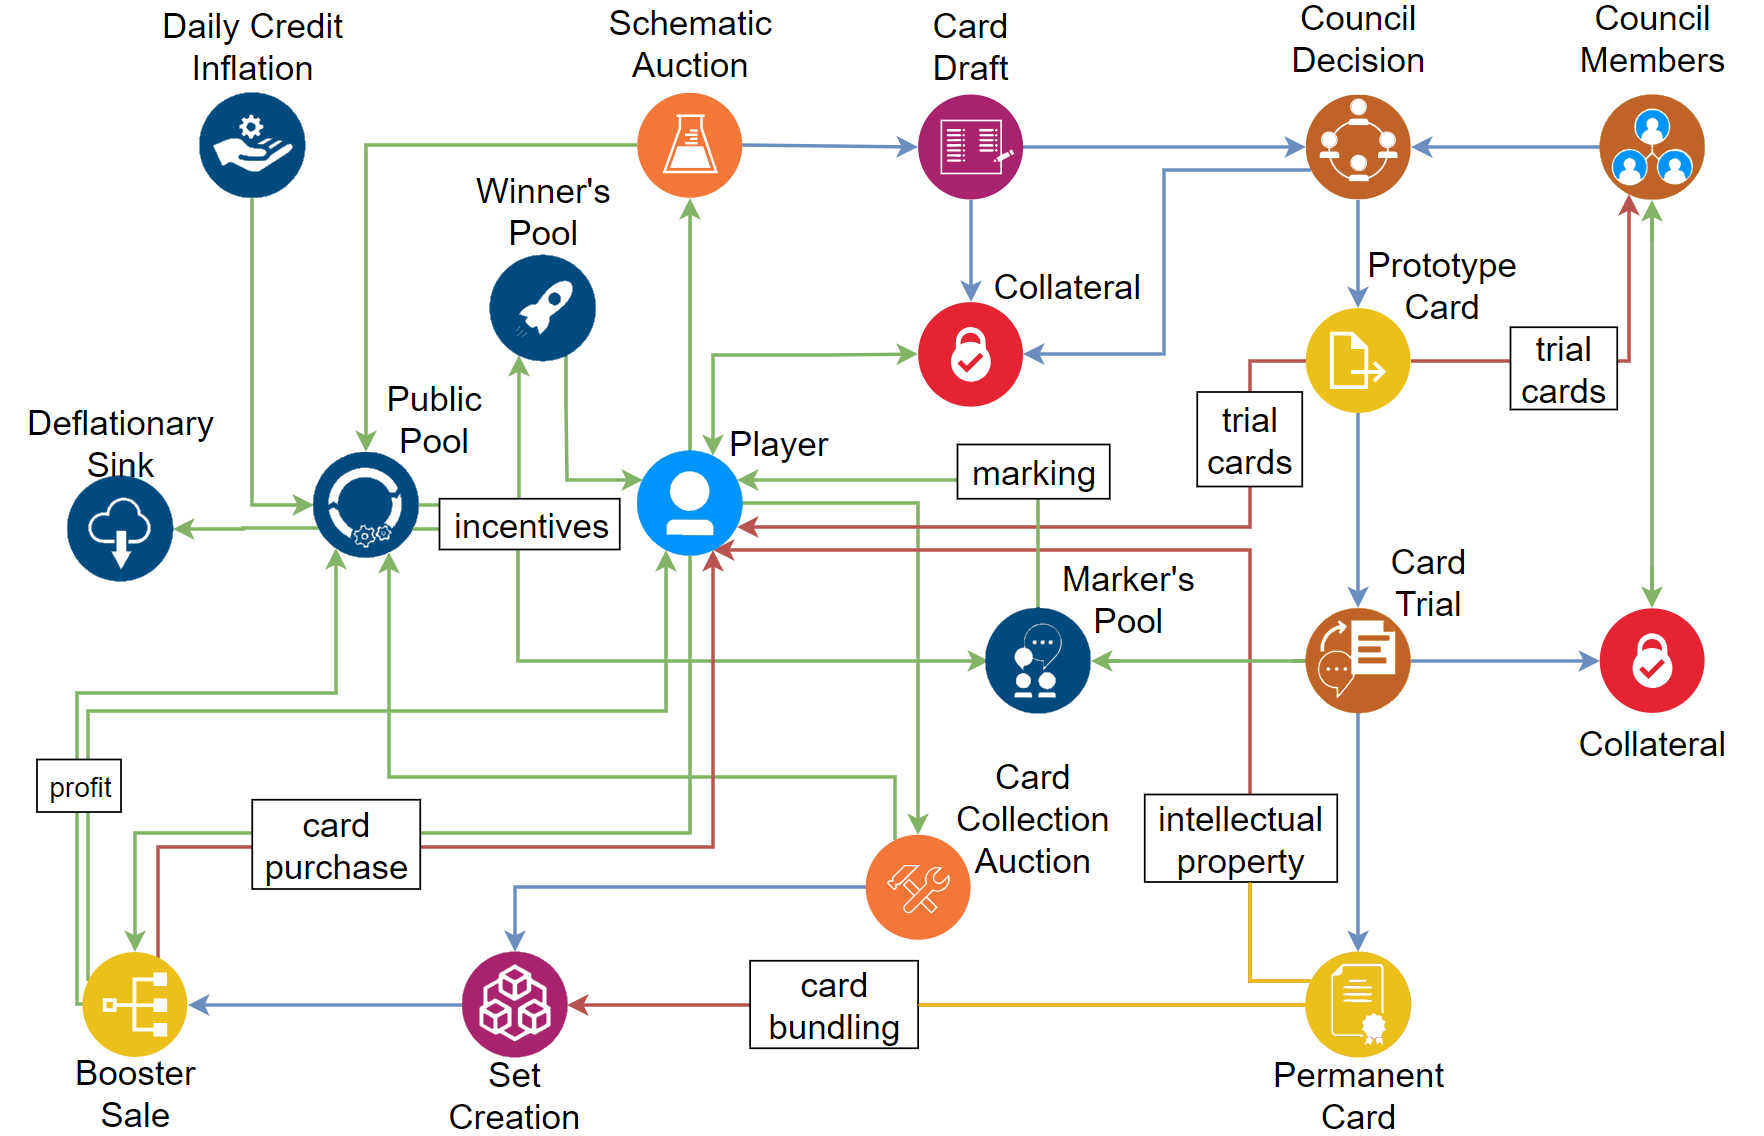 Daily Credit
Inflation
Schematic
Auction
Card
Draft
Council
Decision
Council
Members
Winner's
Pool
Collateral
Prototype
Card
trial
cards
Public
Pool
Deflationary
Sink
Player
marking
trial
cards
incentives
Card
Trial
Marker's
Pool
Collateral
profit
card
purchase
Card
Collection
Auction
intellectual
property
card
bundling
Booster
Sale
Set
Creation
Permanent
Card